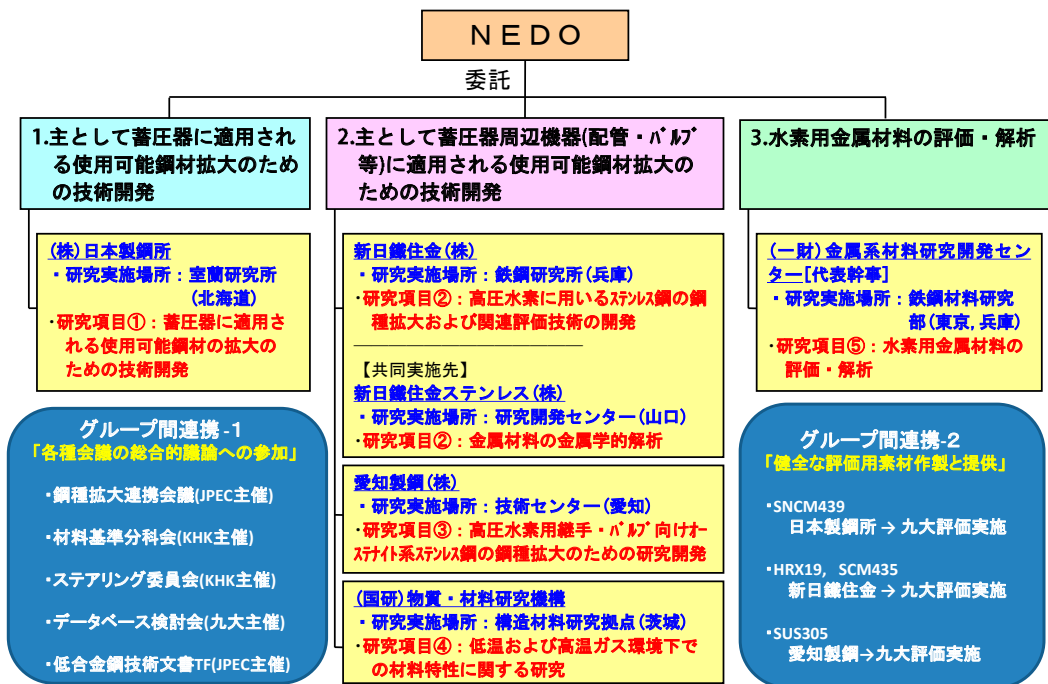 NEDO
委託
1.主として蓄圧器に適用され
る使用可能鋼材拡大のため
の技術開発
2.主として蓄圧器周辺機器(配管・ﾊﾞﾙﾌﾞ
等)に適用される使用可能鋼材拡大の
ための技術開発
3.水素用金属材料の評価・解析
(株)日本製鋼所
・研究実施場所：室蘭研究所
(北海道)
・研究項目①：蓄圧器に適用さ
れる使用可能鋼材の拡大の
ための技術開発
新日鐵住金(株)
・研究実施場所：鉄鋼研究所(兵庫)
・研究項目②：高圧水素に用いるｽﾃﾝﾚｽ鋼の鋼
種拡大および関連評価技術の開発
【共同実施先】
新日鐵住金ステンレス(株)
・研究実施場所：研究開発センター(山口)
・研究項目②：金属材料の金属学的解析
愛知製鋼(株)
・研究実施場所：技術センター(愛知)
・研究項目③：高圧水素用継手・ﾊﾞﾙﾌﾞ向けｵｰ
ｽﾃﾅｲﾄ系ｽﾃﾝﾚｽ鋼の鋼種拡大のための研究開発
(国研)物質・材料研究機構
・研究実施場所：構造材料研究拠点(茨城)
・研究項目④：低温および高温ガス環境下で
の材料特性に関する研究
(一財)金属系材料研究開発セン
ター[代表幹事]
・研究実施場所：鉄鋼材料研究
部(東京,兵庫)
・研究項目⑤：水素用金属材料の
評価・解析
グループ間連携-1
「各種会議の総合的議論への参加」
・鋼種拡大連携会議(JPEC主催)
・材料基準分科会(KHK主催)
・ステアリング委員会(KHK主催)
・データベース検討会(九大主催)
・低合金鋼技術文書TF(JPEC主催)
グループ間連携-2
「健全な評価用素材作製と提供」
・SNCM439
日本製鋼所→九大評価実施
・HRX19, SCM435
新日鐵住金→九大評価実施
・SUS305
愛知製鋼→九大評価実施